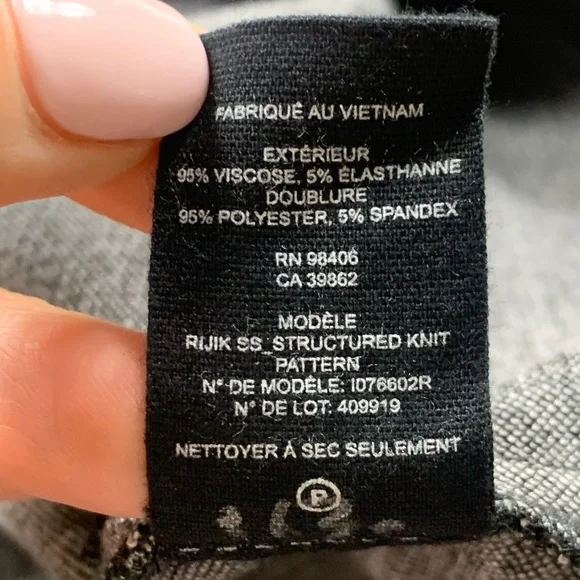 FABRIQUÉ AU VIETNAM
EXTÉRIEUR
95% VISCOSE, 5% ÉLASTHANNE
DOUBLURE
95% POLYESTER, 5% SPANDEX
RN 98406
CA 39862
MODÈLE
RIJIK SS_STRUCTURED KNIT
PATTERN
N° DE MODÈLE: I076602R
N° DE LOT: 409919
NETTOYER À SEC SEULEMENT
P